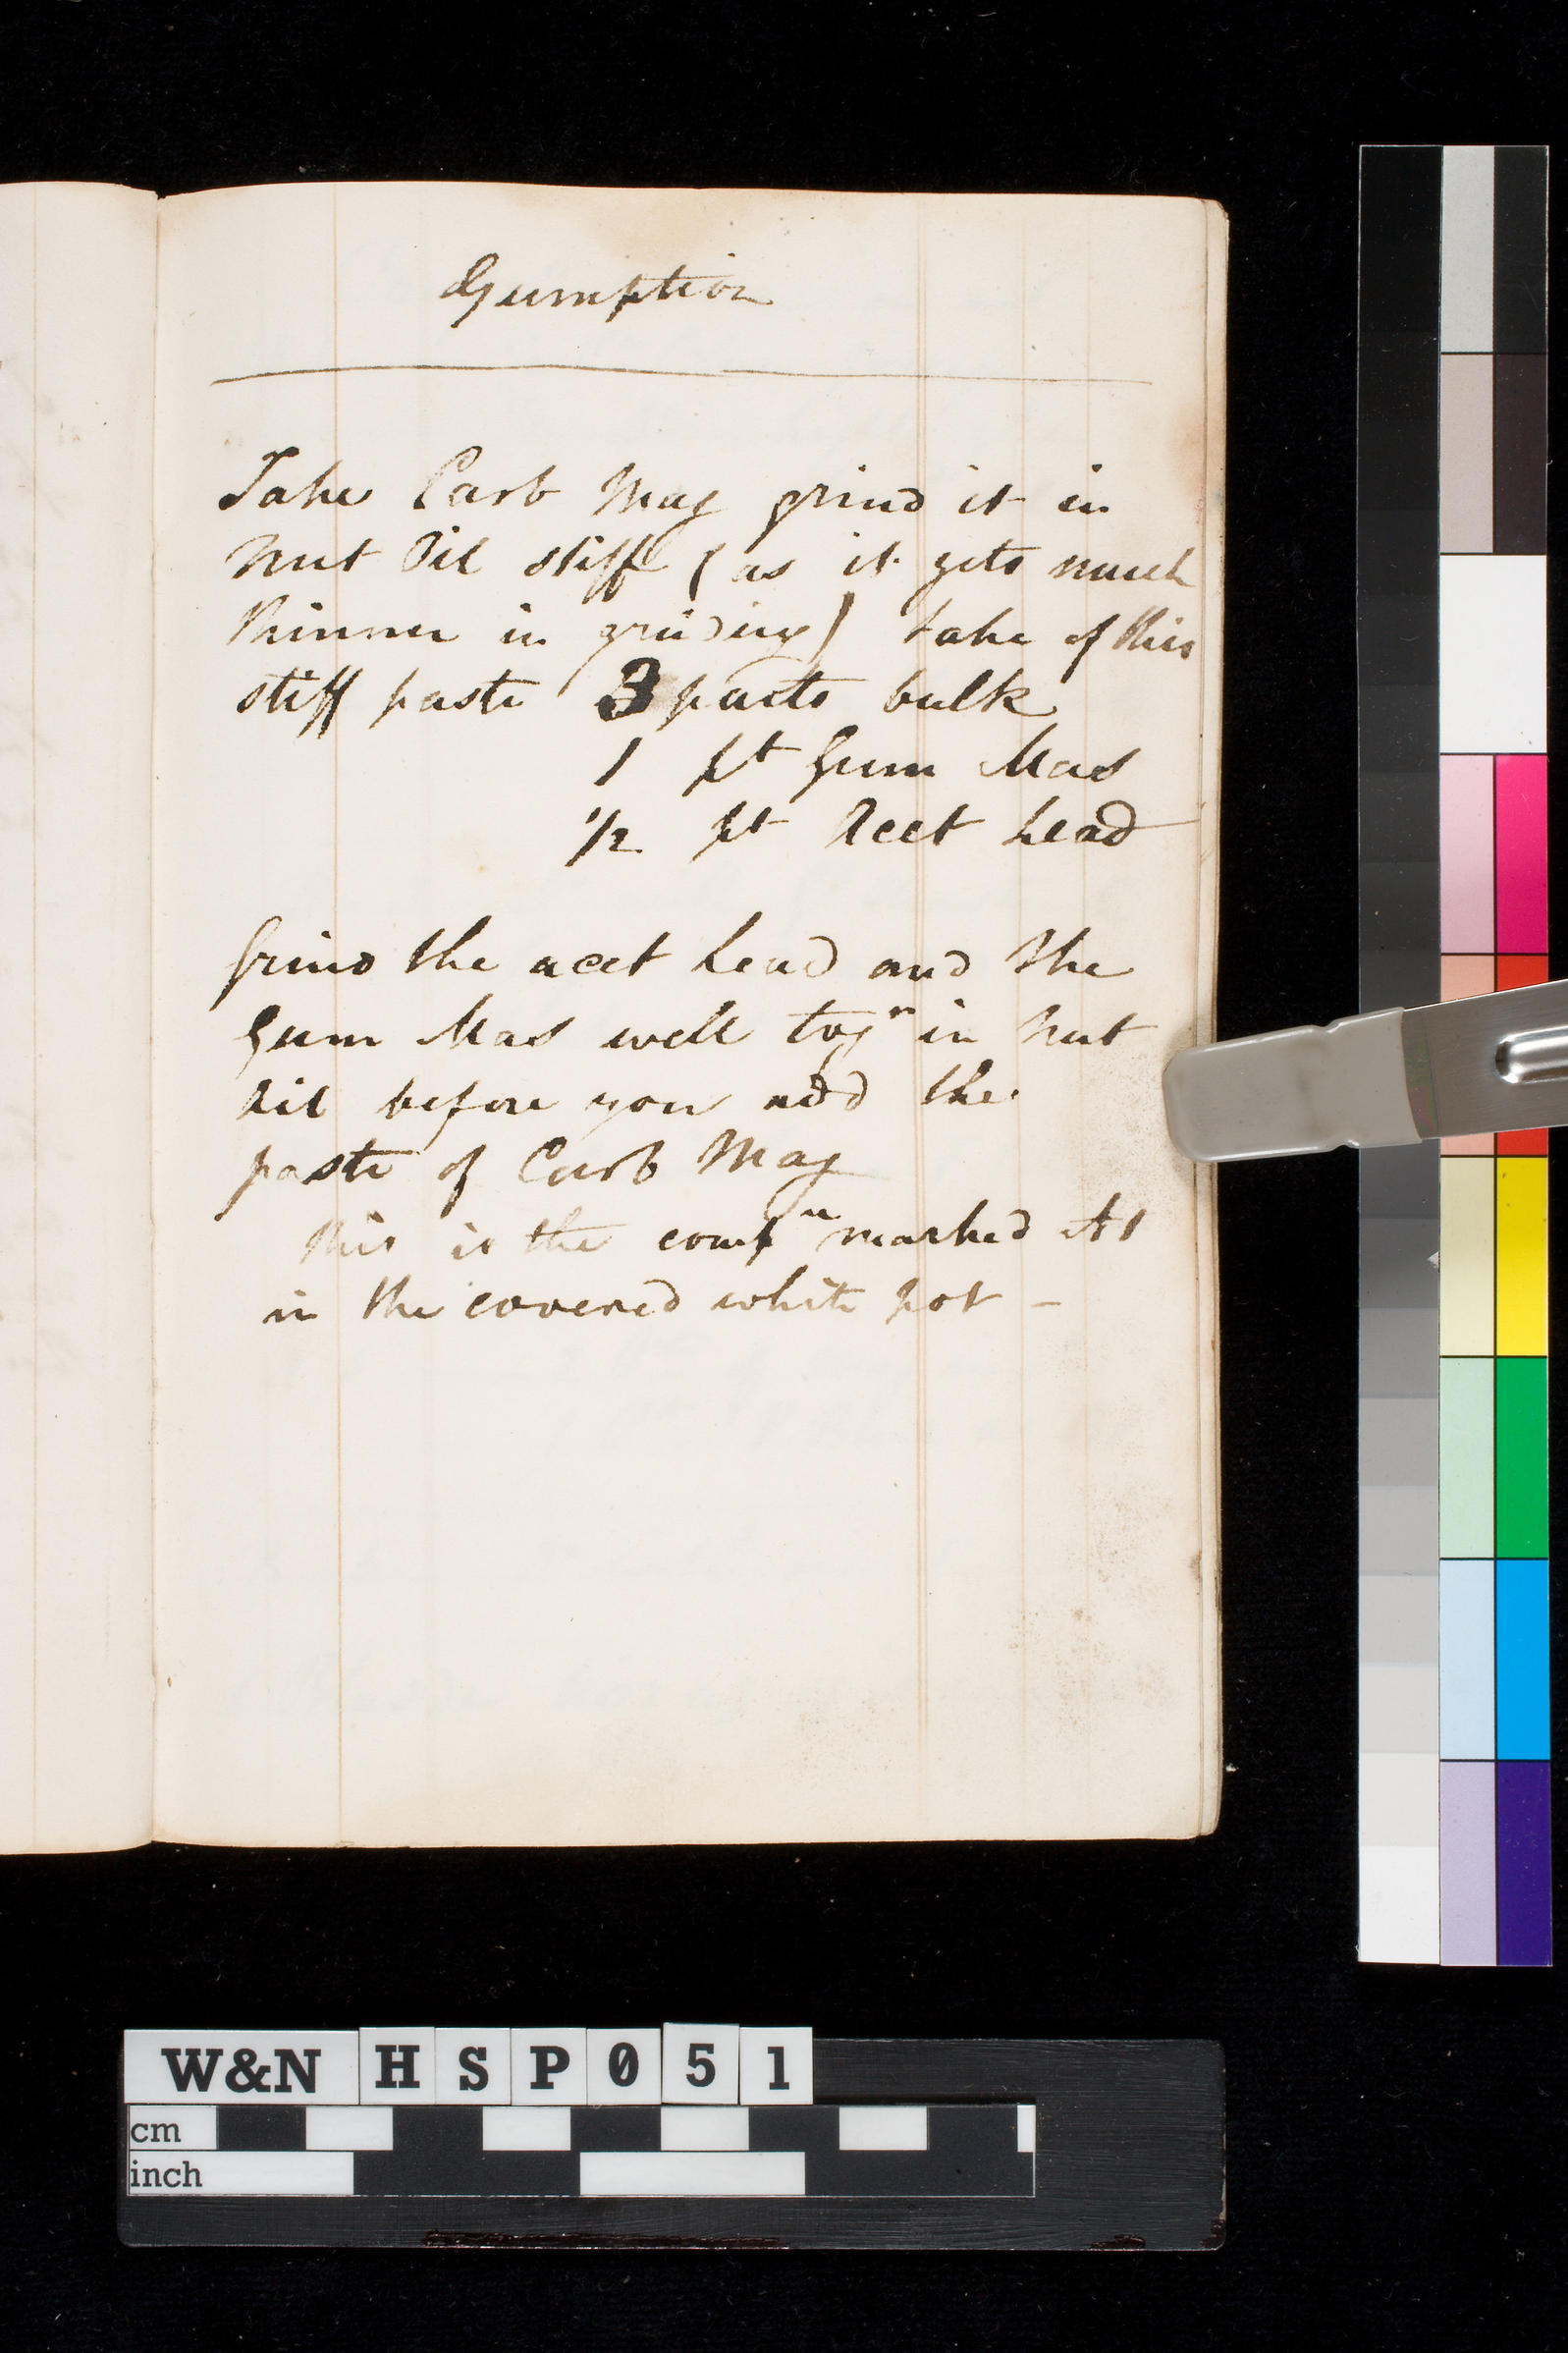 Gumption
Take Carb Mag grind it in
Nut Oil stiff (as it gets much
thinner in grinding) take of this
stiff paste 3 parts bulk
1 pt Gum Mas
1/2 pt Acet Lead
Grind the acet Lead and the
Gum Mas well togr in Nut
Oil before you add the
paste of Carb Mag
this is the compn marked A1
in the covered white pot –
W&N HSP051
cm
inch